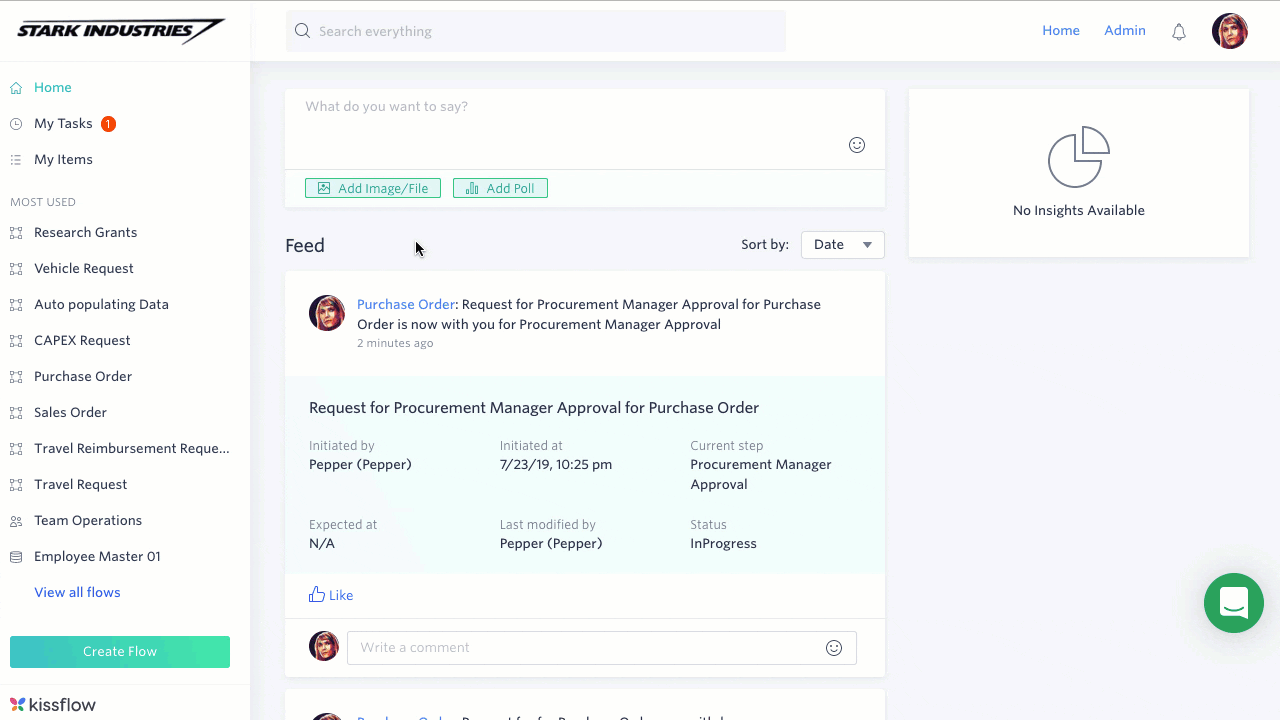 STARK INDUSTRIES
Search everything
Home
Admin
Home
My Tasks 1
My Items
MOST USED
Research Grants
Vehicle Request
Auto populating Data
CAPEX Request
Purchase Order
Sales Order
Travel Reimbursement Reque...
Travel Request
Team Operations
Employee Master 01
View all flows
Create Flow
kissflow
What do you want to say?
Add Image/File
Add Poll
Feed
Sort by:
Date
Purchase Order: Request for Procurement Manager Approval for Purchase
Order is now with you for Procurement Manager Approval
2 minutes ago
Request for Procurement Manager Approval for Purchase Order
Initiated by
Pepper (Pepper)
Initiated at
7/23/19, 10:25 pm
Current step
Procurement Manager
Approval
Expected at
N/A
Last modified by
Pepper (Pepper)
Status
InProgress
Like
Write a comment
No Insights Available